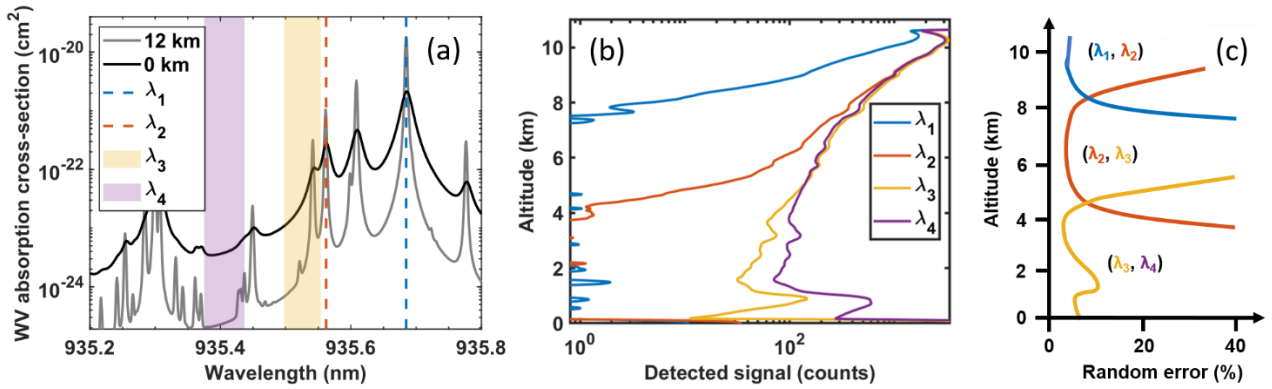 (a)
12 km
0 km
λ1
λ2
λ3
λ4
10^-20
10^-22
10^-24
WV absorption cross-section (cm²)
935.2 935.4 935.6 935.8
Wavelength (nm)
(b)
10
8
6
4
2
0
Altitude (km)
λ1
λ2
λ3
λ4
10^0 10^2
Detected signal (counts)
(c)
10
8
6
4
2
0
Altitude (km)
(λ1, λ2)
(λ2, λ3)
(λ3, λ4)
0 20 40
Random error (%)